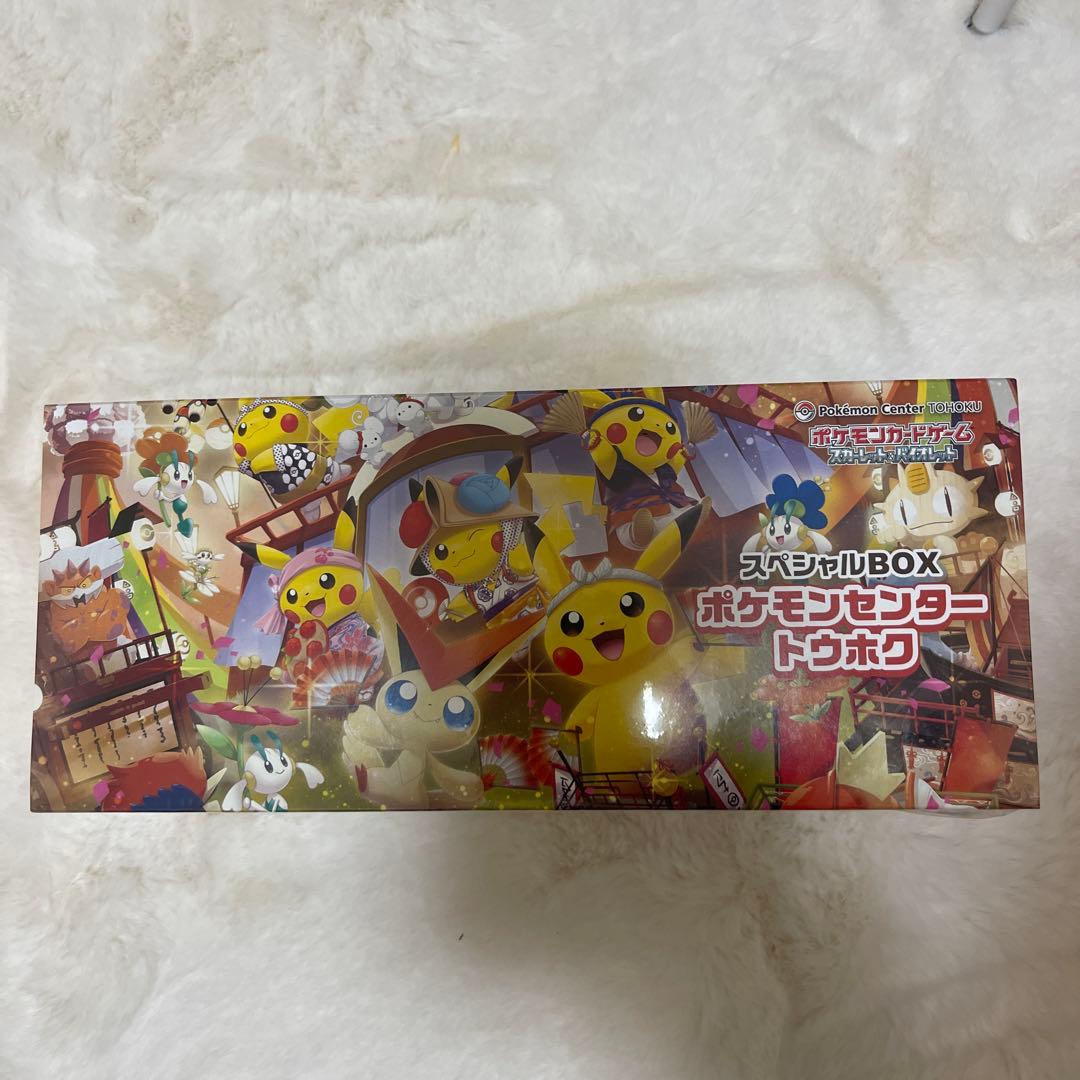 Pokémon Center TOHOKU
ポケモンカードゲーム
スカーレット&バイオレット
スペシャルBOX
ポケモンセンター
トウホク